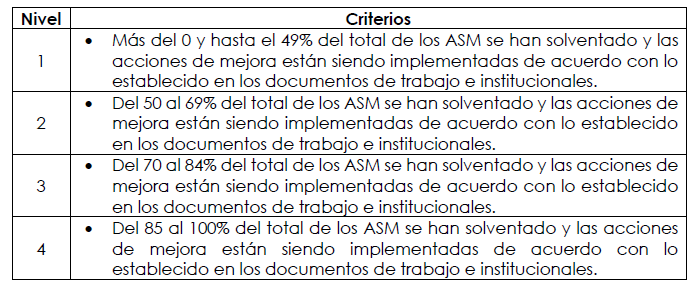 Nivel Criterios
• Más del 0 y hasta el 49% del total de los ASM se han solventado y las
1 acciones de mejora están siendo implementadas de acuerdo con lo
establecido en los documentos de trabajo e institucionales.
• Del 50 al 69% del total de los ASM se han solventado y las acciones de
2 mejora están siendo implementadas de acuerdo con lo establecido
en los documentos de trabajo e institucionales.
• Del 70 al 84% del total de los ASM se han solventado y las acciones de
3 mejora están siendo implementadas de acuerdo con lo establecido
en los documentos de trabajo e institucionales.
• Del 85 al 100% del total de los ASM se han solventado y las acciones
4 de mejora están siendo implementadas de acuerdo con lo
establecido en los documentos de trabajo e institucionales.